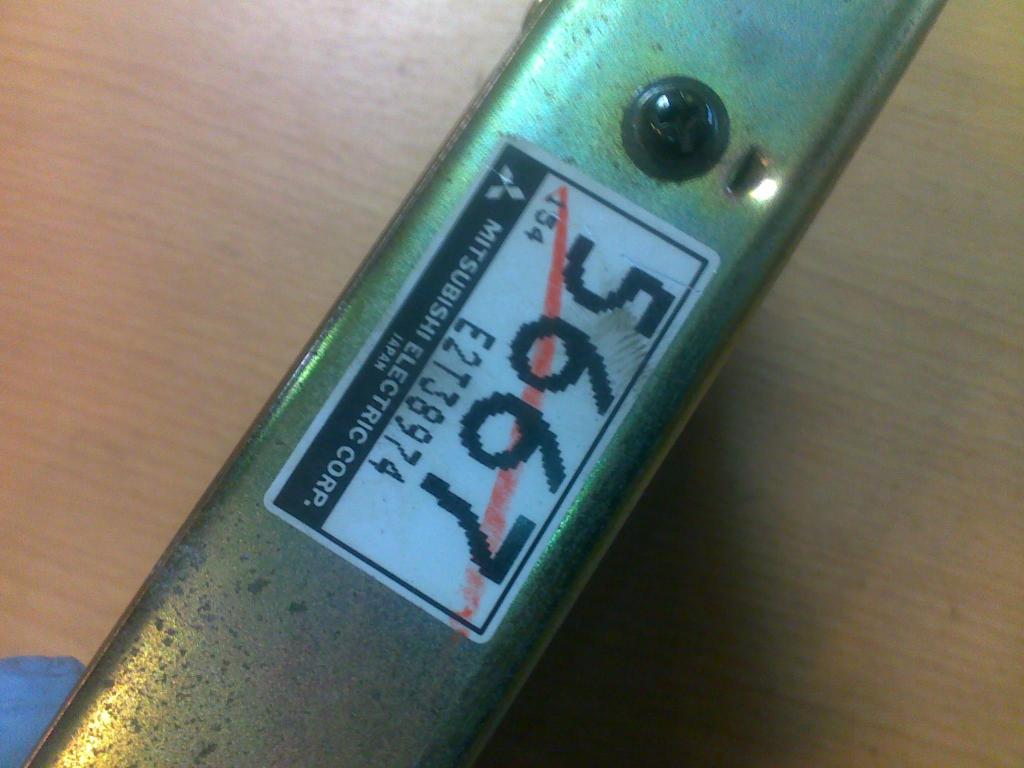 5667
154
E2T38974
MITSUBISHI ELECTRIC CORP.
JAPAN